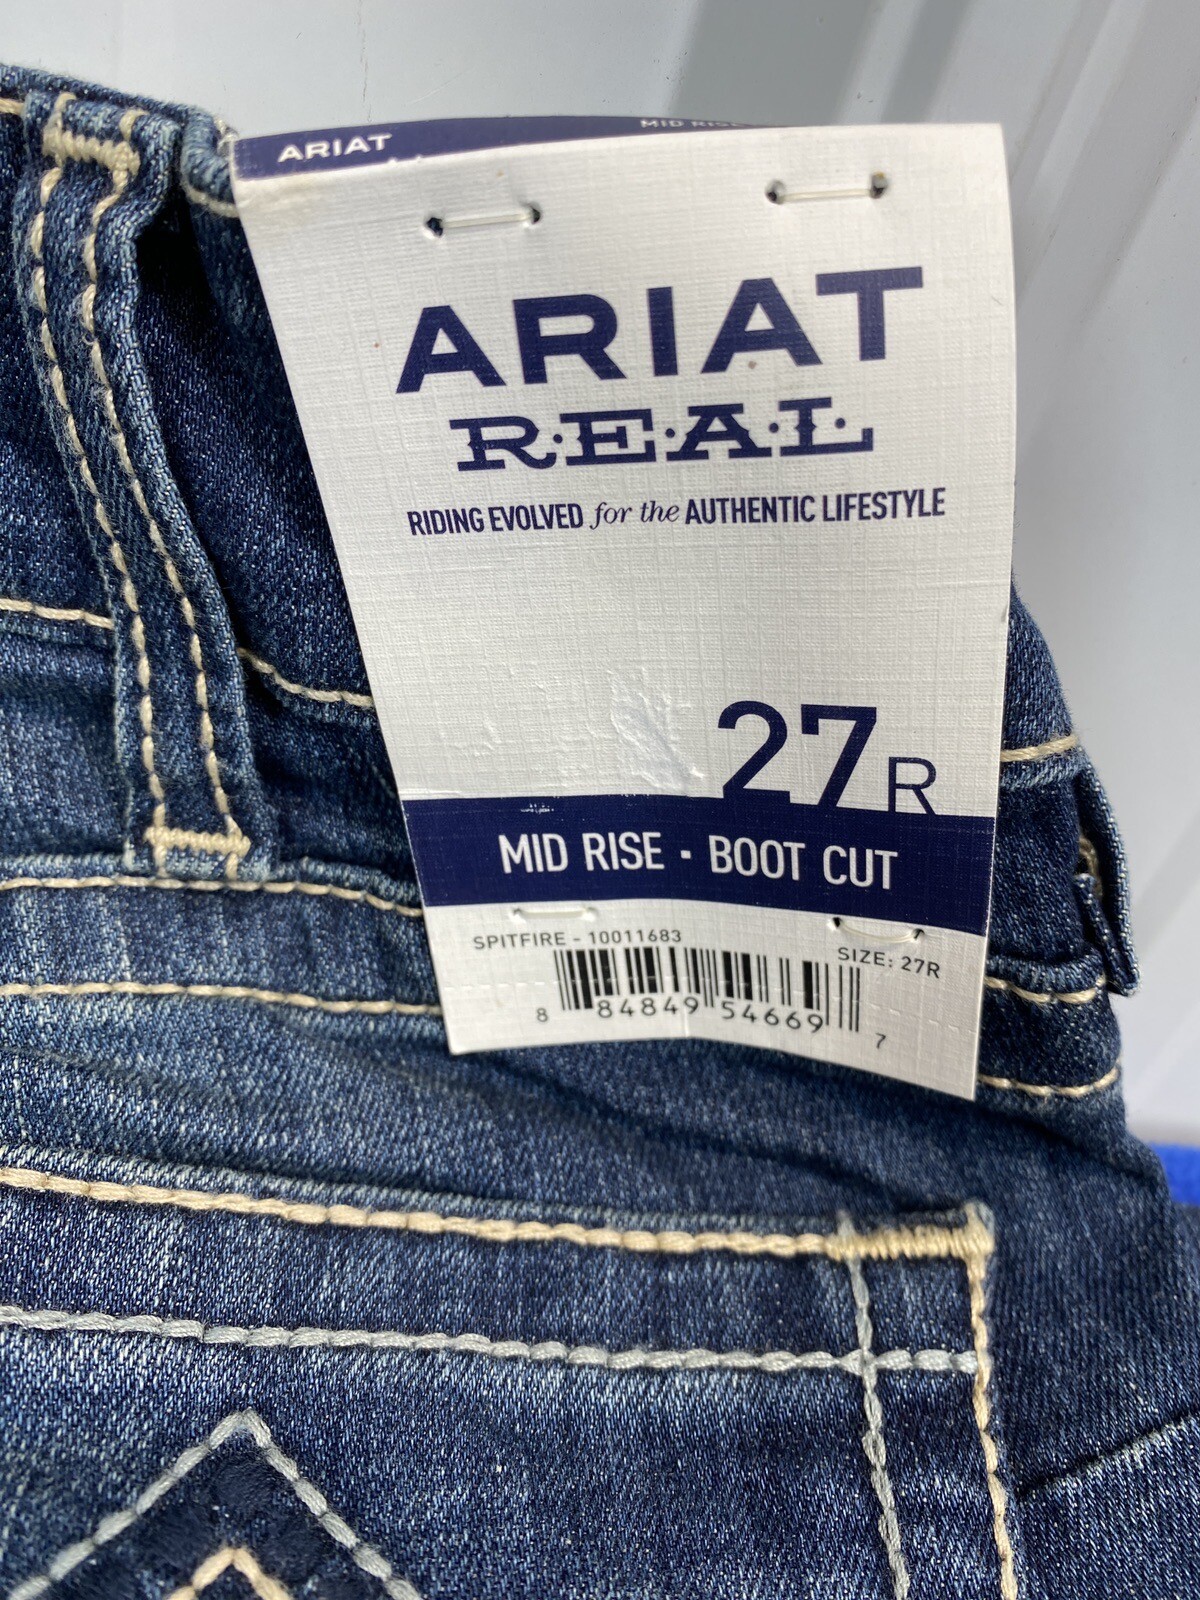 ARIAT
MID RISE
ARIAT
R·E·A·L
RIDING EVOLVED for the AUTHENTIC LIFESTYLE
27R
MID RISE · BOOT CUT
SPITFIRE - 10011683
SIZE: 27R
8 84849 54669 7